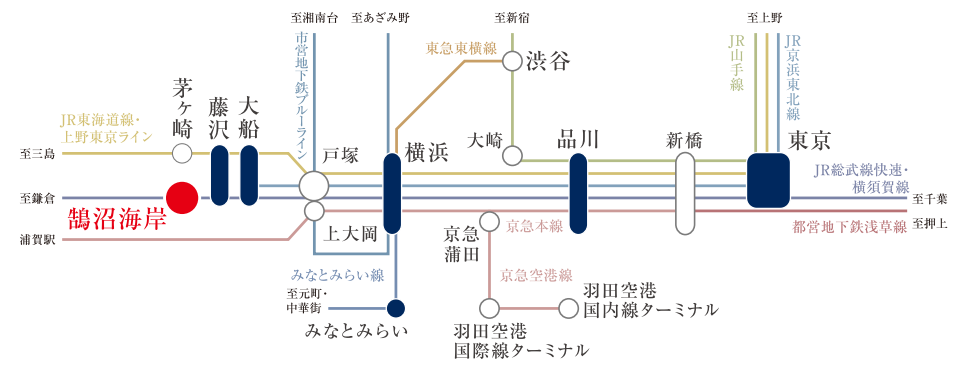 至湘南台
至あざみ野
至新宿
至上野
市営地下鉄ブルーライン
東急東横線
渋谷
JR山手線
JR京浜東北線
茅ヶ崎
藤沢
大船
JR東海道線・
上野東京ライン
至三島
戸塚
横浜
大崎
品川
新橋
東京
JR総武線快速・
横須賀線
至鎌倉
至千葉
鵠沼海岸
浦賀駅
上大岡
京急
蒲田
京急本線
都営地下鉄浅草線
至押上
みなとみらい線
京急空港線
至元町・
中華街
みなとみらい
羽田空港
国内線ターミナル
羽田空港
国際線ターミナル